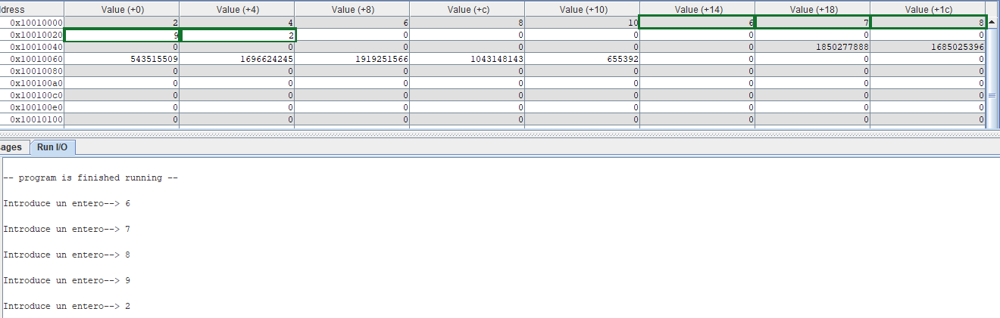 dress Value (+0) Value (+4) Value (+8) Value (+c) Value (+10) Value (+14) Value (+18) Value (+1c)
0x10010000 2 4 6 8 10 6 7 8
0x10010020 9 2 0 0 0 0 0 0
0x10010040 0 0 0 0 0 0 1850277888 1685025396
0x10010060 543515509 1696624245 1919251566 1043148143 655392 0 0 0
0x10010080 0 0 0 0 0 0 0 0
0x100100a0 0 0 0 0 0 0 0 0
0x100100c0 0 0 0 0 0 0 0 0
0x100100e0 0 0 0 0 0 0 0 0
0x10010100 0 0 0 0 0 0 0 0
ages Run I/O
-- program is finished running --
Introduce un entero--> 6
Introduce un entero--> 7
Introduce un entero--> 8
Introduce un entero--> 9
Introduce un entero--> 2